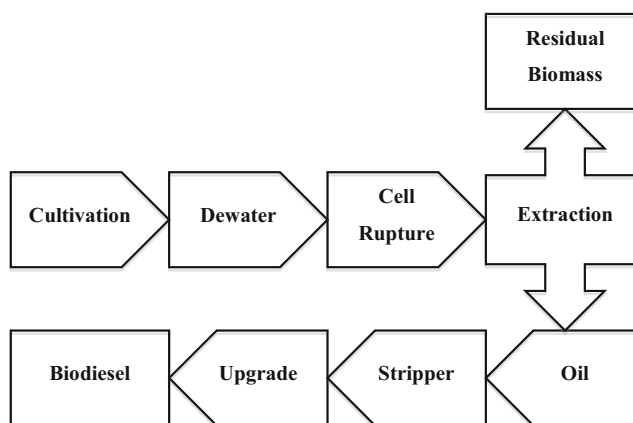 Residual
Biomass
Cultivation
Dewater
Cell
Rupture
Extraction
Biodiesel
Upgrade
Stripper
Oil